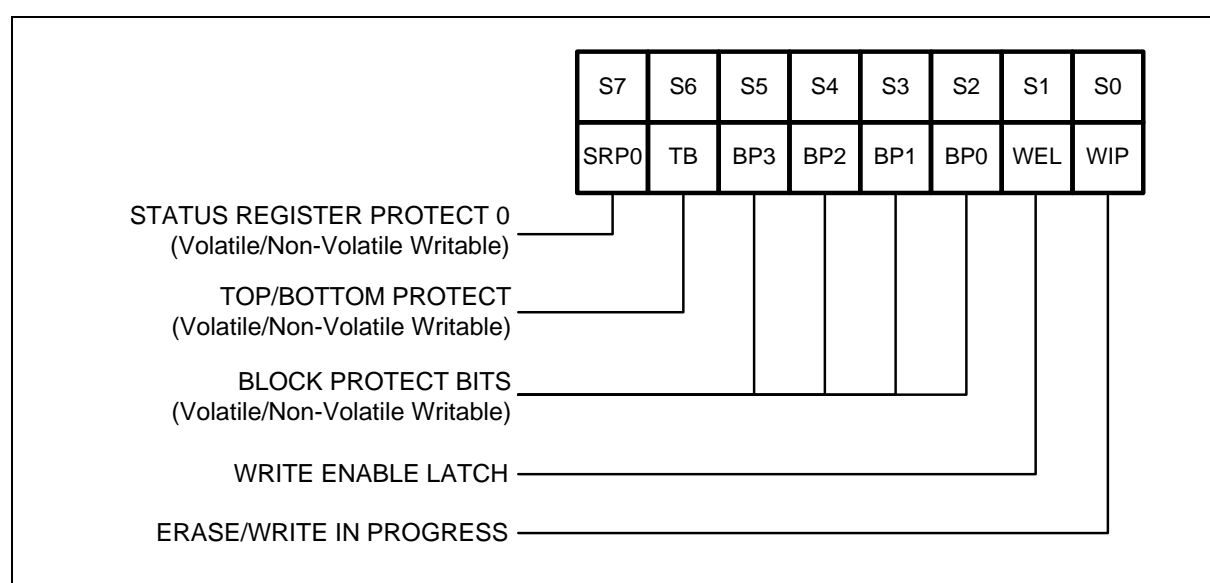 S7 S6 S5 S4 S3 S2 S1 S0
SRP0 TB BP3 BP2 BP1 BP0 WEL WIP
STATUS REGISTER PROTECT 0
(Volatile/Non-Volatile Writable)
TOP/BOTTOM PROTECT
(Volatile/Non-Volatile Writable)
BLOCK PROTECT BITS
(Volatile/Non-Volatile Writable)
WRITE ENABLE LATCH
ERASE/WRITE IN PROGRESS